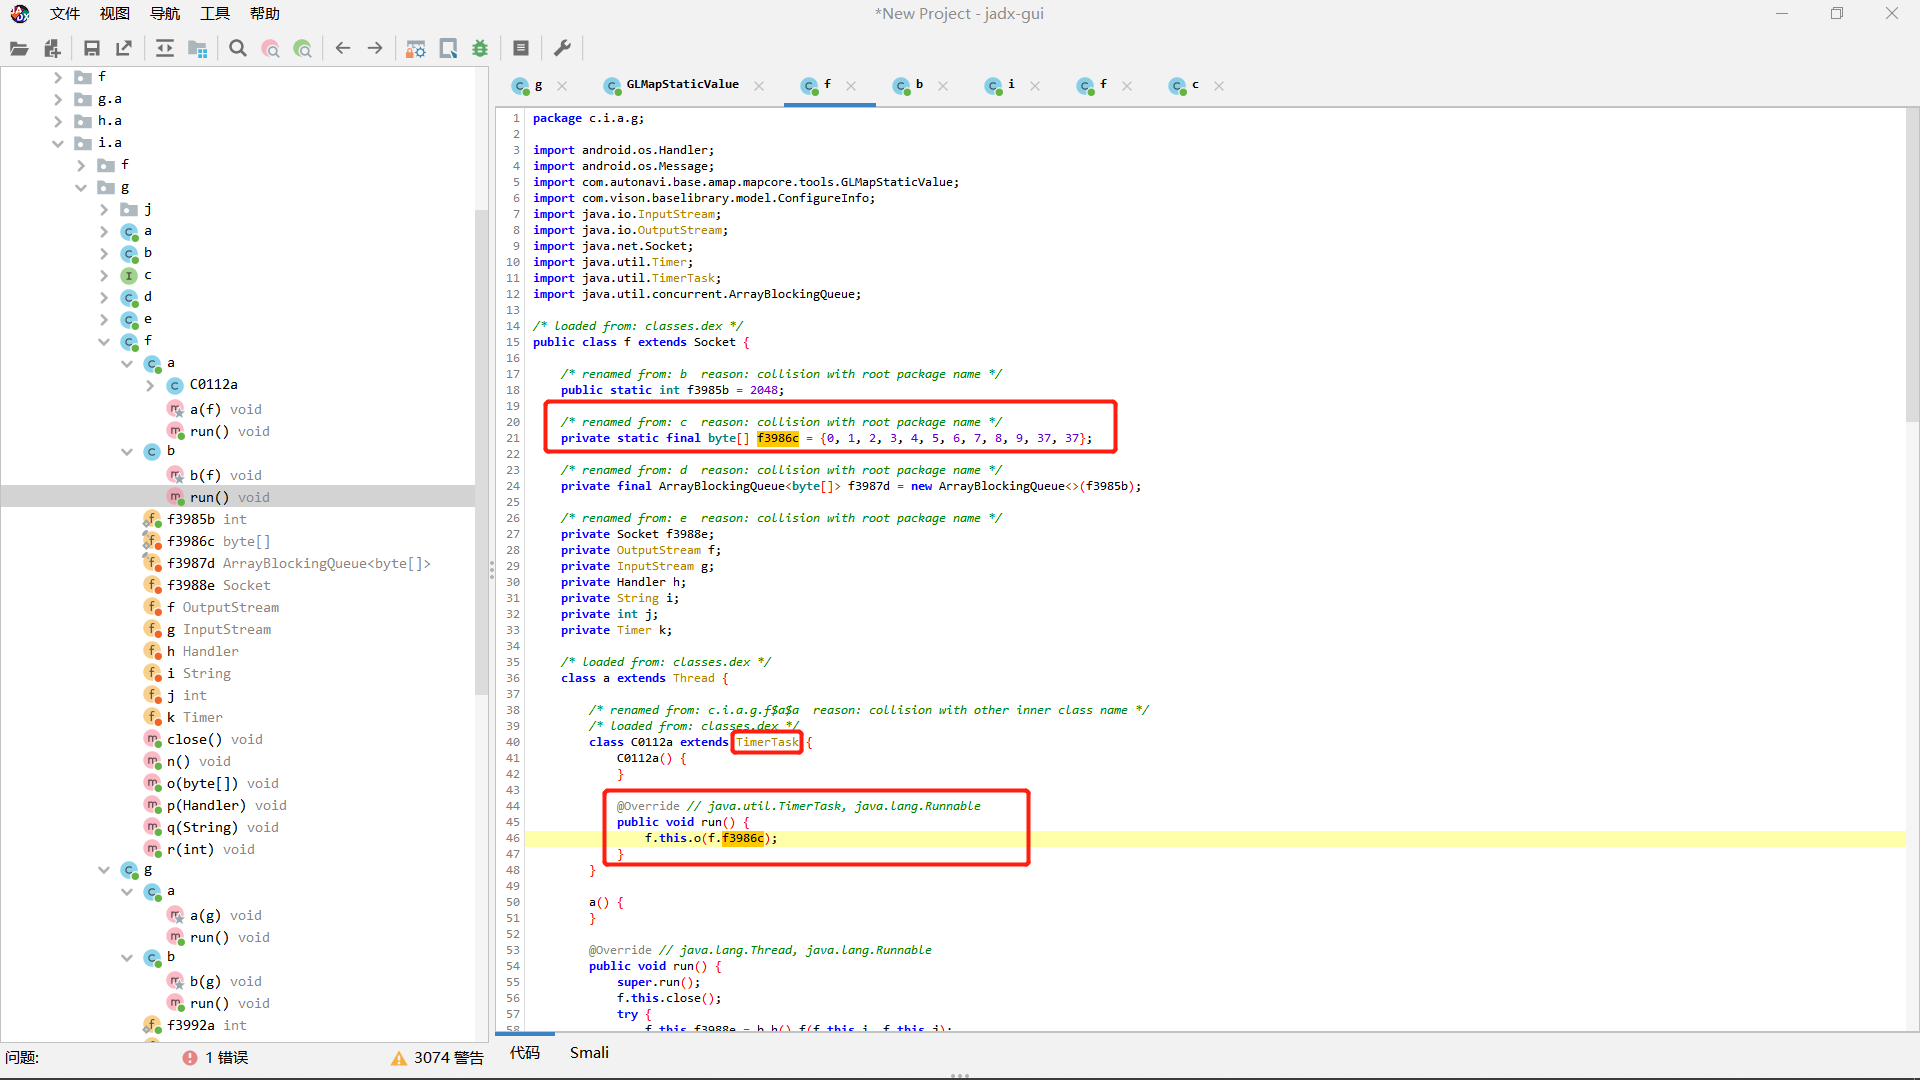 文件 视图 导航 工具 帮助
*New Project - jadx-gui
f
g.a
h.a
i.a
f
g
j
a
b
c
d
e
f
a
C0112a
a(f) void
run() void
b
b(f) void
run() void
f3985b int
f3986c byte[]
f3987d ArrayBlockingQueue<byte[]>
f3988e Socket
f OutputStream
g InputStream
h Handler
i String
j int
k Timer
close() void
n() void
o(byte[]) void
p(Handler) void
q(String) void
r(int) void
g
a
a(g) void
run() void
b
b(g) void
run() void
f3992a int
问题: 1 错误 3074 警告
g GLMapStaticValue f b i f c
1 package c.i.a.g;
2
3 import android.os.Handler;
4 import android.os.Message;
5 import com.autonavi.base.amap.mapcore.tools.GLMapStaticValue;
6 import com.vison.baselibrary.model.ConfigureInfo;
7 import java.io.InputStream;
8 import java.io.OutputStream;
9 import java.net.Socket;
10 import java.util.Timer;
11 import java.util.TimerTask;
12 import java.util.concurrent.ArrayBlockingQueue;
13
14 /* loaded from: classes.dex */
15 public class f extends Socket {
16
17 /* renamed from: b  reason: collision with root package name */
18 public static int f3985b = 2048;
19
20 /* renamed from: c  reason: collision with root package name */
21 private static final byte[] f3986c = {0, 1, 2, 3, 4, 5, 6, 7, 8, 9, 37, 37};
22
23 /* renamed from: d  reason: collision with root package name */
24 private final ArrayBlockingQueue<byte[]> f3987d = new ArrayBlockingQueue<>(f3985b);
25
26 /* renamed from: e  reason: collision with root package name */
27 private Socket f3988e;
28 private OutputStream f;
29 private InputStream g;
30 private Handler h;
31 private String i;
32 private int j;
33 private Timer k;
34
35 /* loaded from: classes.dex */
36 class a extends Thread {
37
38 /* renamed from: c.i.a.g.f$a$a  reason: collision with other inner class name */
39 /* loaded from: classes.dex */
40 class C0112a extends TimerTask {
41 C0112a() {
42 }
43
44 @Override // java.util.TimerTask, java.lang.Runnable
45 public void run() {
46 f.this.o(f.f3986c);
47 }
48 }
49
50 a() {
51 }
52
53 @Override // java.lang.Thread, java.lang.Runnable
54 public void run() {
55 super.run();
56 f.this.close();
57 try {
58 f.this.f3988e = b.h().f(f.this.i, f.this.j);
代码 Smali